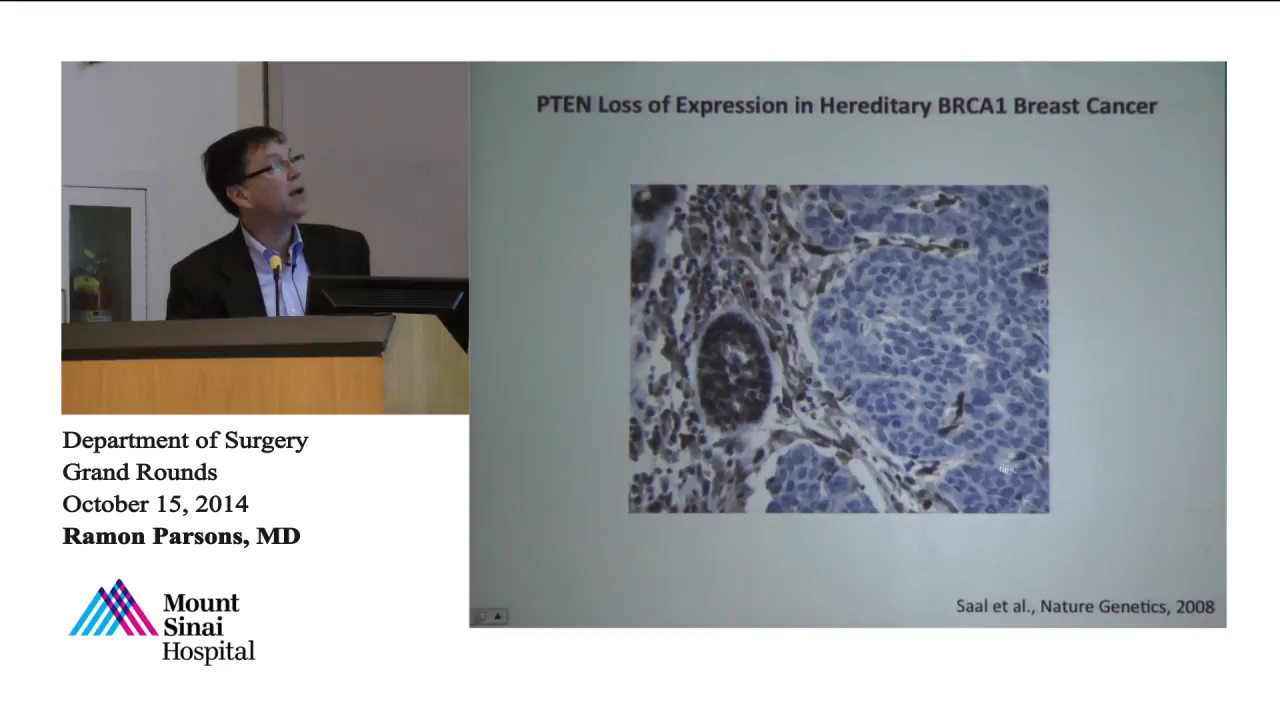 PTEN Loss of Expression in Hereditary BRCA1 Breast Cancer
Saal et al., Nature Genetics, 2008
Department of Surgery
Grand Rounds
October 15, 2014
Ramon Parsons, MD
Mount
Sinai
Hospital